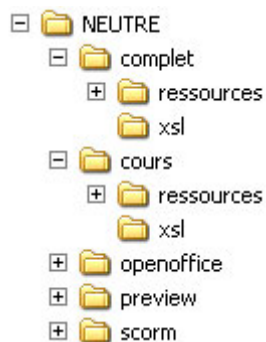 NEUTRE
complet
ressources
xsl
cours
ressources
xsl
openoffice
preview
scorm